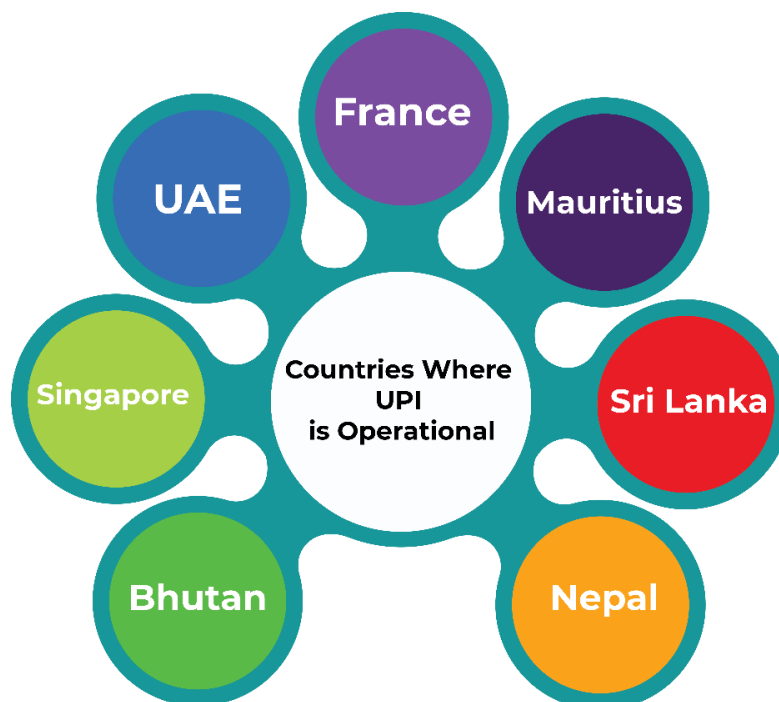 France
UAE
Mauritius
Countries Where
UPI
is Operational
Singapore
Sri Lanka
Bhutan
Nepal